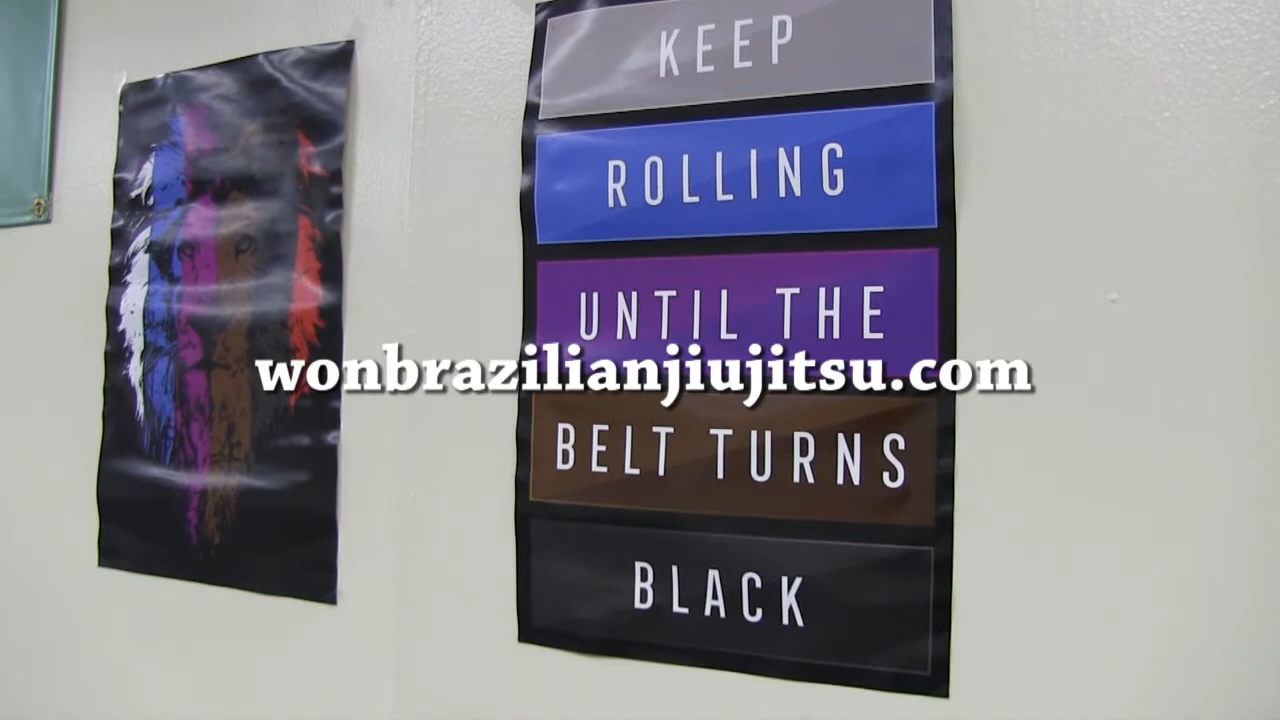 KEEP
ROLLING
UNTIL THE
wonbrazilianjiujitsu.com
BELT TURNS
BLACK